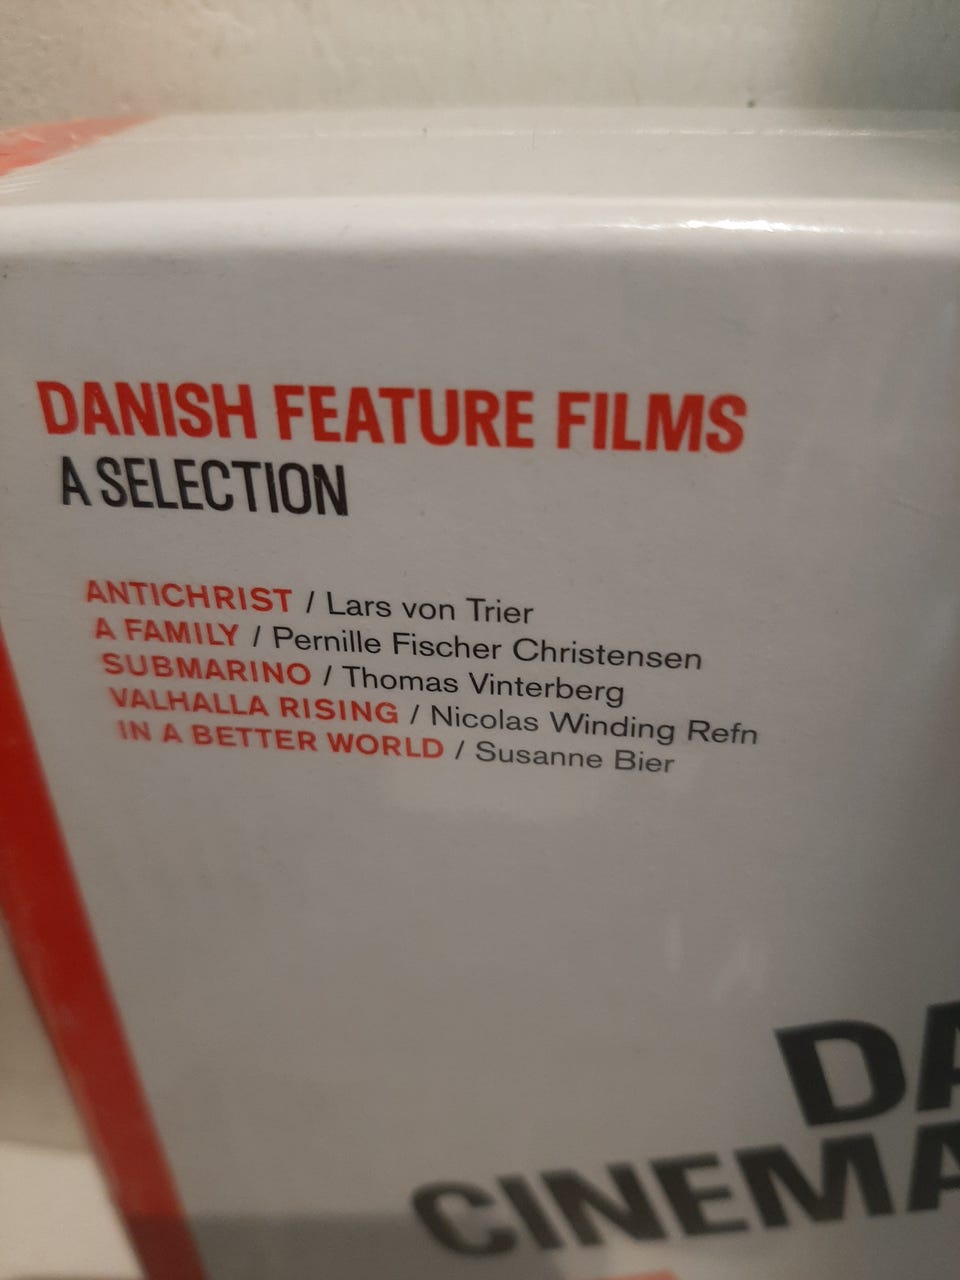 DANISH FEATURE FILMS
A SELECTION
ANTICHRIST / Lars von Trier
A FAMILY / Pernille Fischer Christensen
SUBMARINO / Thomas Vinterberg
VALHALLA RISING / Nicolas Winding Refn
IN A BETTER WORLD / Susanne Bier
DA
CINEMA